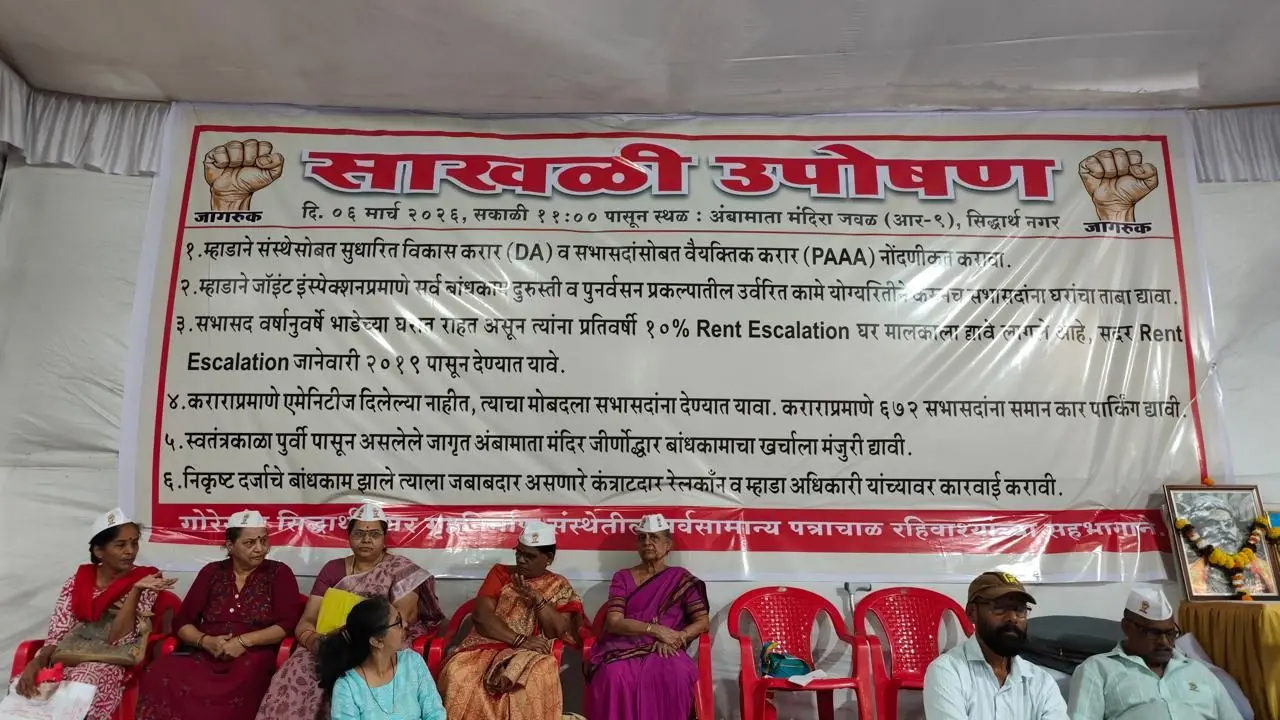 साखळी उपोषण
जागरुक
जागरुक
दि. ०६ मार्च २०२६, सकाळी ११:०० पासून स्थळ : अंबामाता मंदिरा जवळ (आर-९), सिद्धार्थ नगर
१. म्हाडाने संस्थेसोबत सुधारित विकास करार (DA) व सभासदांसोबत वैयक्तिक करार (PAAA) नोंदणीकृत करावा.
२. म्हाडाने जॉइंट इंस्पेक्शनप्रमाणे सर्व बांधकाम दुरुस्ती व पुनर्वसन प्रकल्पातील उर्वरित कामे योग्यरितीने करूनच सभासदांना घरांचा ताबा द्यावा.
३. सभासद वर्षानुवर्षे भाडेच्या घरात राहत असून त्यांना प्रतिवर्षी १०% Rent Escalation घर मालकाला द्यावे लागले आहे, सदर Rent
Escalation जानेवारी २०१९ पासून देण्यात यावे.
४. कराराप्रमाणे एमेनिटीज दिलेल्या नाहीत, त्याचा मोबदला सभासदांना देण्यात यावा. कराराप्रमाणे ६७२ सभासदांना समान कार पार्किंग द्यावी.
५. स्वतंत्रकाळा पुर्वी पासून असलेले जागृत अंबामाता मंदिर जीर्णोद्धार बांधकामाचा खर्चाला मंजुरी द्यावी.
६. निकृष्ट दर्जाचे बांधकाम झाले त्याला जबाबदार असणारे कंत्राटदार रेलकॉन व म्हाडा अधिकारी यांच्यावर कारवाई करावी.
सिद्धार्थ गृहनिर्माण संस्थेतील सर्वसामान्य पत्राचाळ रहिवाश्यांच्या सहभागाने.